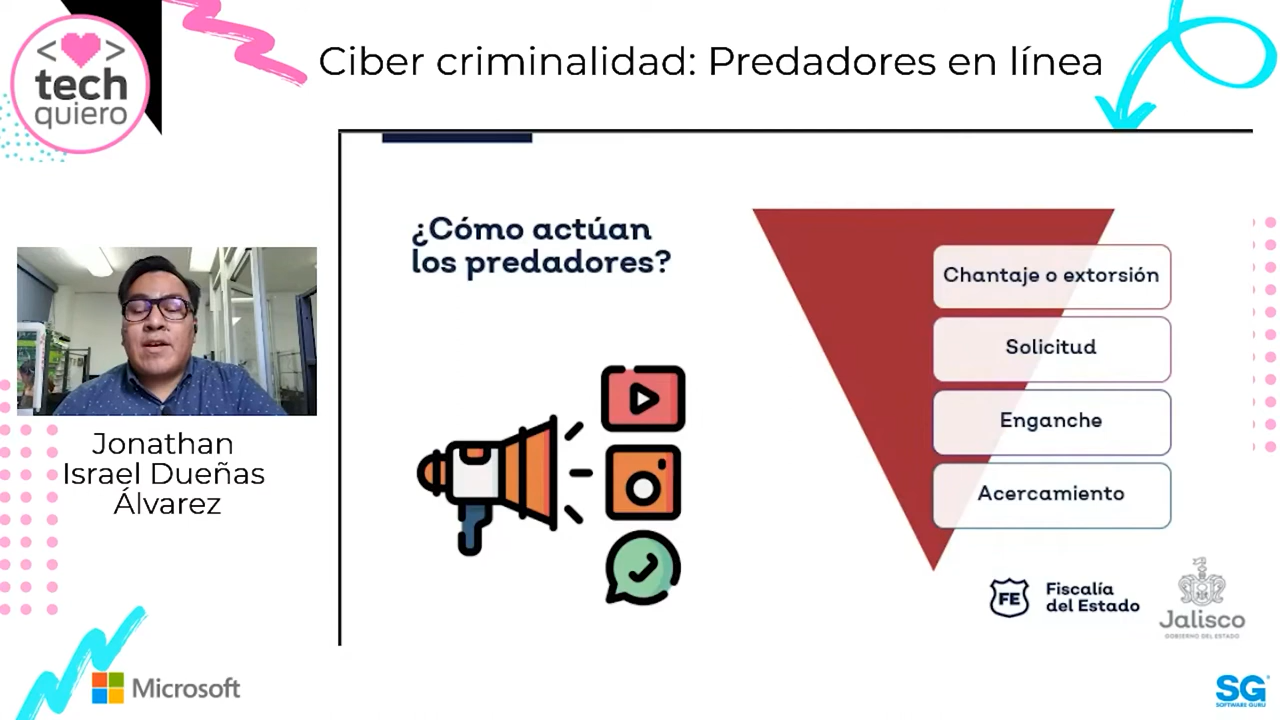 < >
tech
quiero
Ciber criminalidad: Predadores en línea
¿Cómo actúan
los predadores?
Chantaje o extorsión
Solicitud
Enganche
Acercamiento
Jonathan
Israel Dueñas
Álvarez
FE
Fiscalía
del Estado
Jalisco
GOBIERNO DEL ESTADO
Microsoft
SG
SOFTWARE GURU